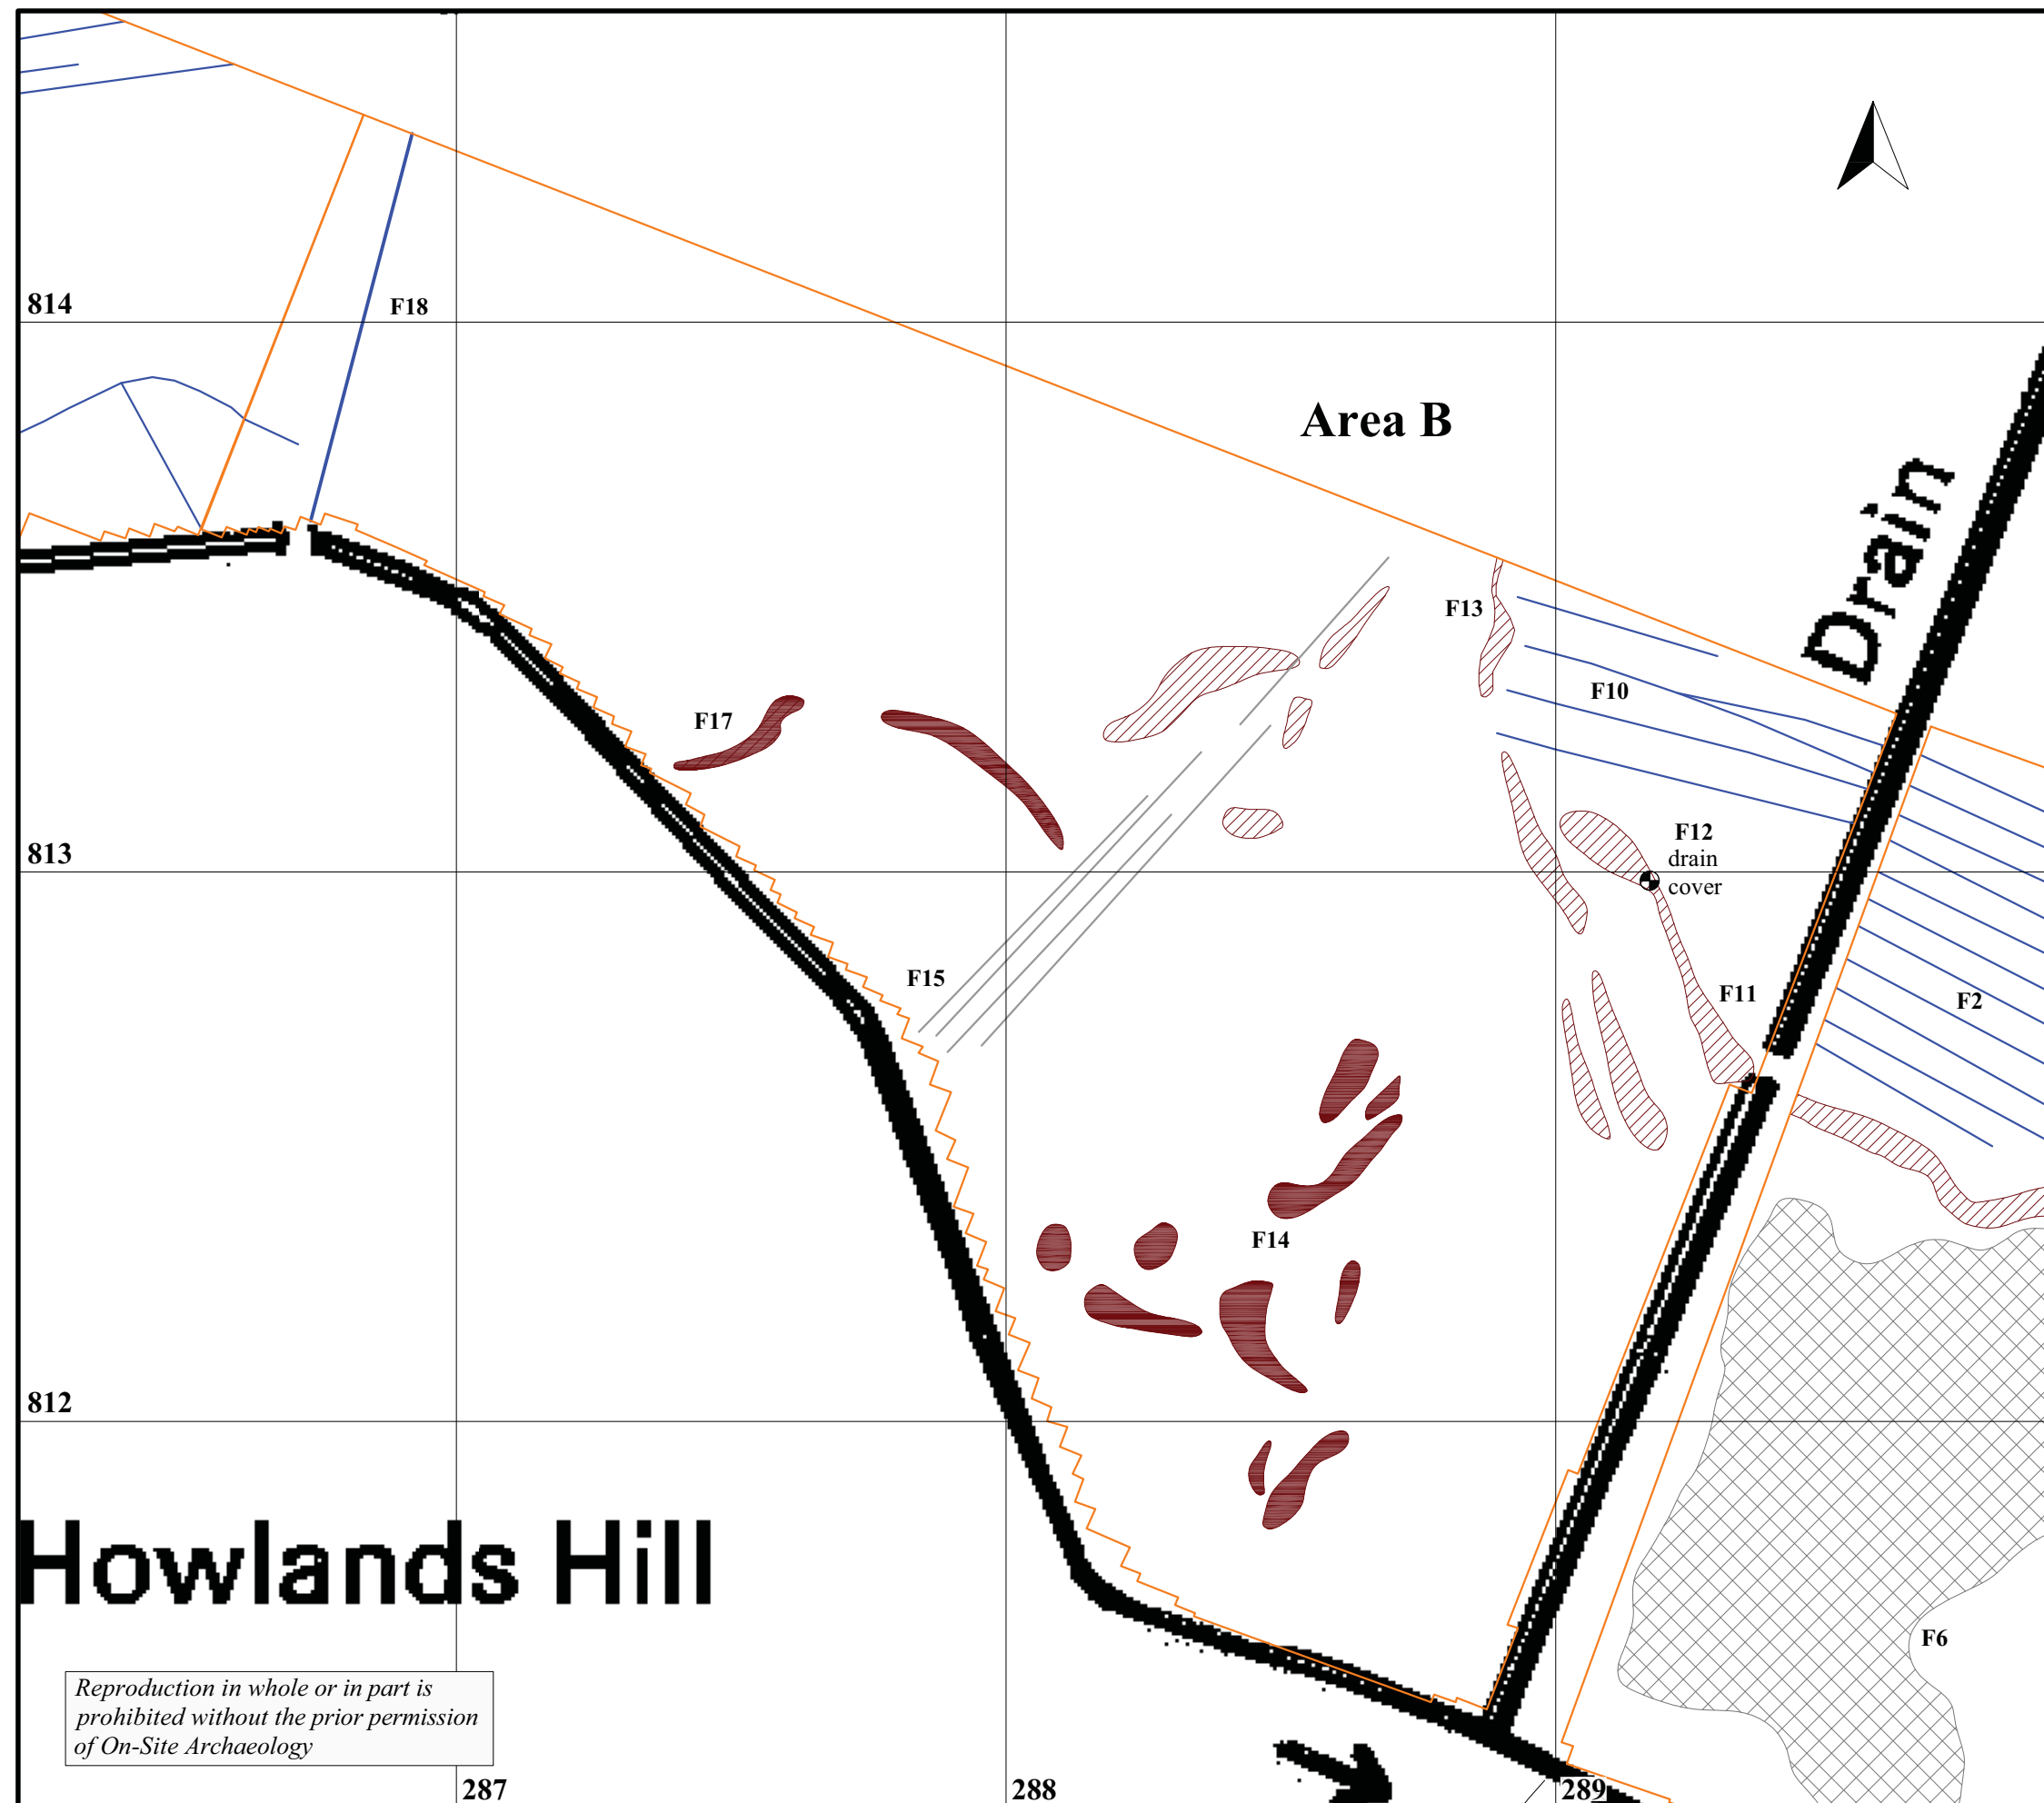 814
F18
Area B
Drain
F13
F10
F17
F12
drain
cover
813
F15
F11
F2
F14
812
Howlands Hill
F6
Reproduction in whole or in part is
prohibited without the prior permission
of On-Site Archaeology
287
288
289